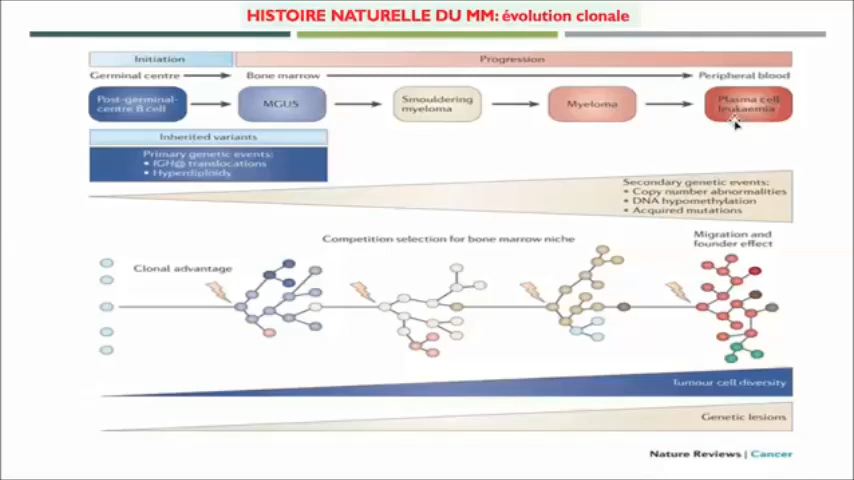 HISTOIRE NATURELLE DU MM: évolution clonale
Initiation
Progression
Germinal centre
Bone marrow
Peripheral blood
Post-germinal-
centre B cell
MGUS
Smouldering
myeloma
Myeloma
Plasma cell
leukaemia
Inherited variants
Primary genetic events:
• IGH@ translocations
• Hyperdiploidy
Secondary genetic events:
• Copy number abnormalities
• DNA hypomethylation
• Acquired mutations
Competition selection for bone marrow niche
Migration and
founder effect
Clonal advantage
Tumour cell diversity
Genetic lesions
Nature Reviews | Cancer